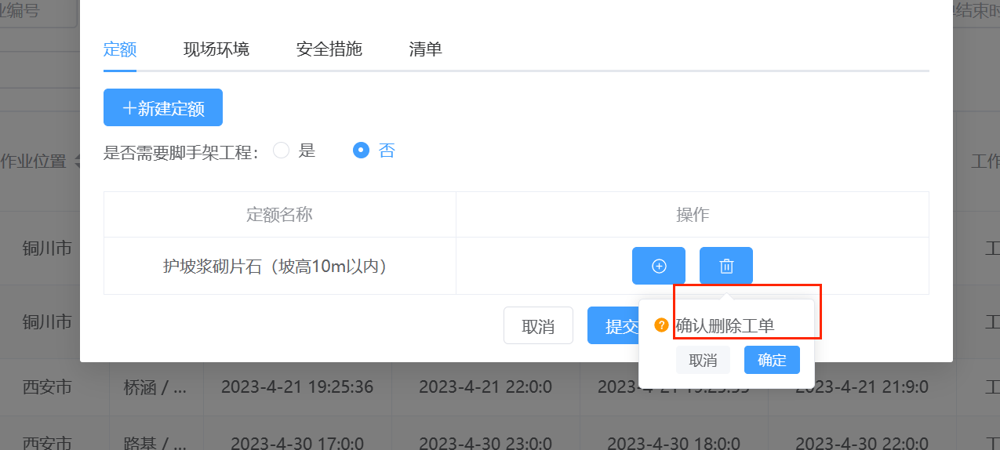 业编号
结束时
定额 现场环境 安全措施 清单
+新建定额
是否需要脚手架工程： 是 否
作业位置
工作
定额名称 操作
铜川市
工
护坡浆砌片石（坡高10m以内）
铜川市
工
取消 提交
确认删除工单
取消 确定
西安市 桥涵 / ... 2023-4-21 19:25:36 2023-4-21 22:0:0 2023-4-21 2023-4-21 21:9:0 工
西安市 路基 / ... 2023-4-30 17:0:0 2023-4-30 23:0:0 2023-4-30 18:0:0 2023-4-30 22:0:0 工